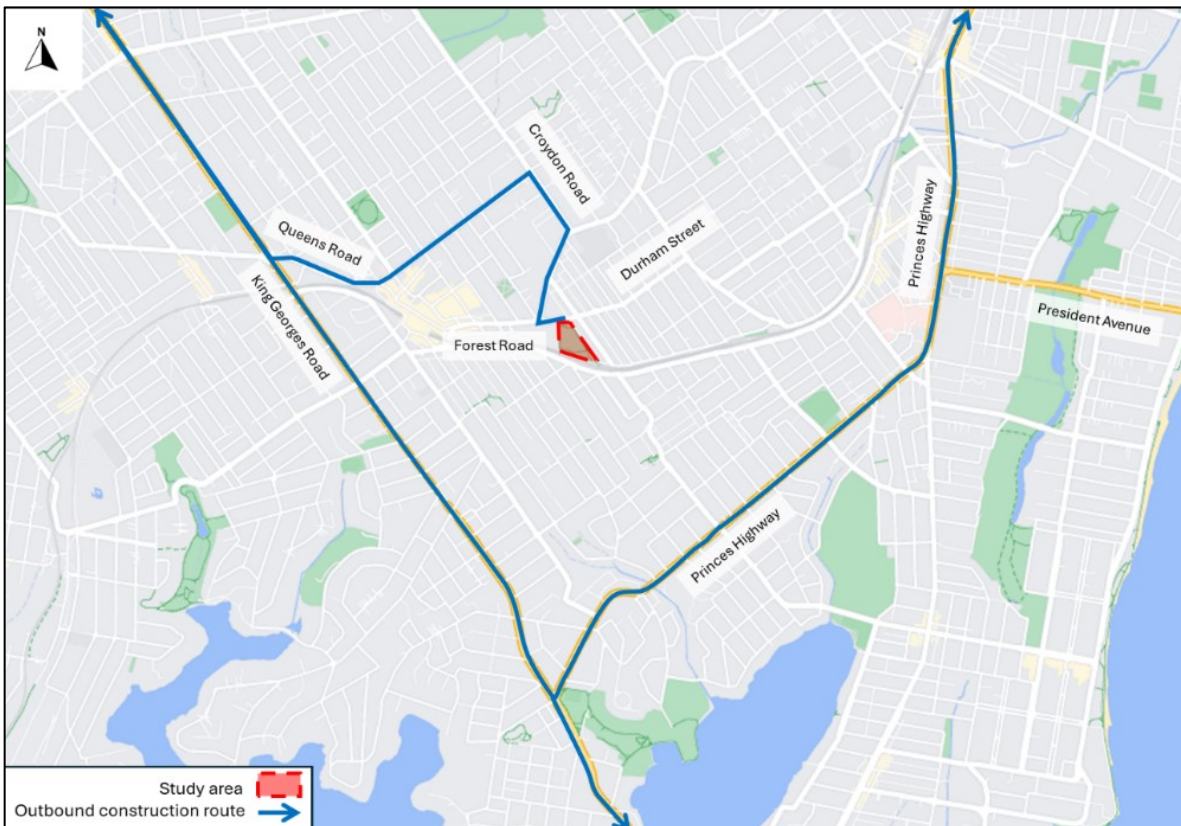 N
Croydon Road
Queens Road
Durham Street
Princes Highway
King Georges Road
President Avenue
Forest Road
Princes Highway
Study area
Outbound construction route